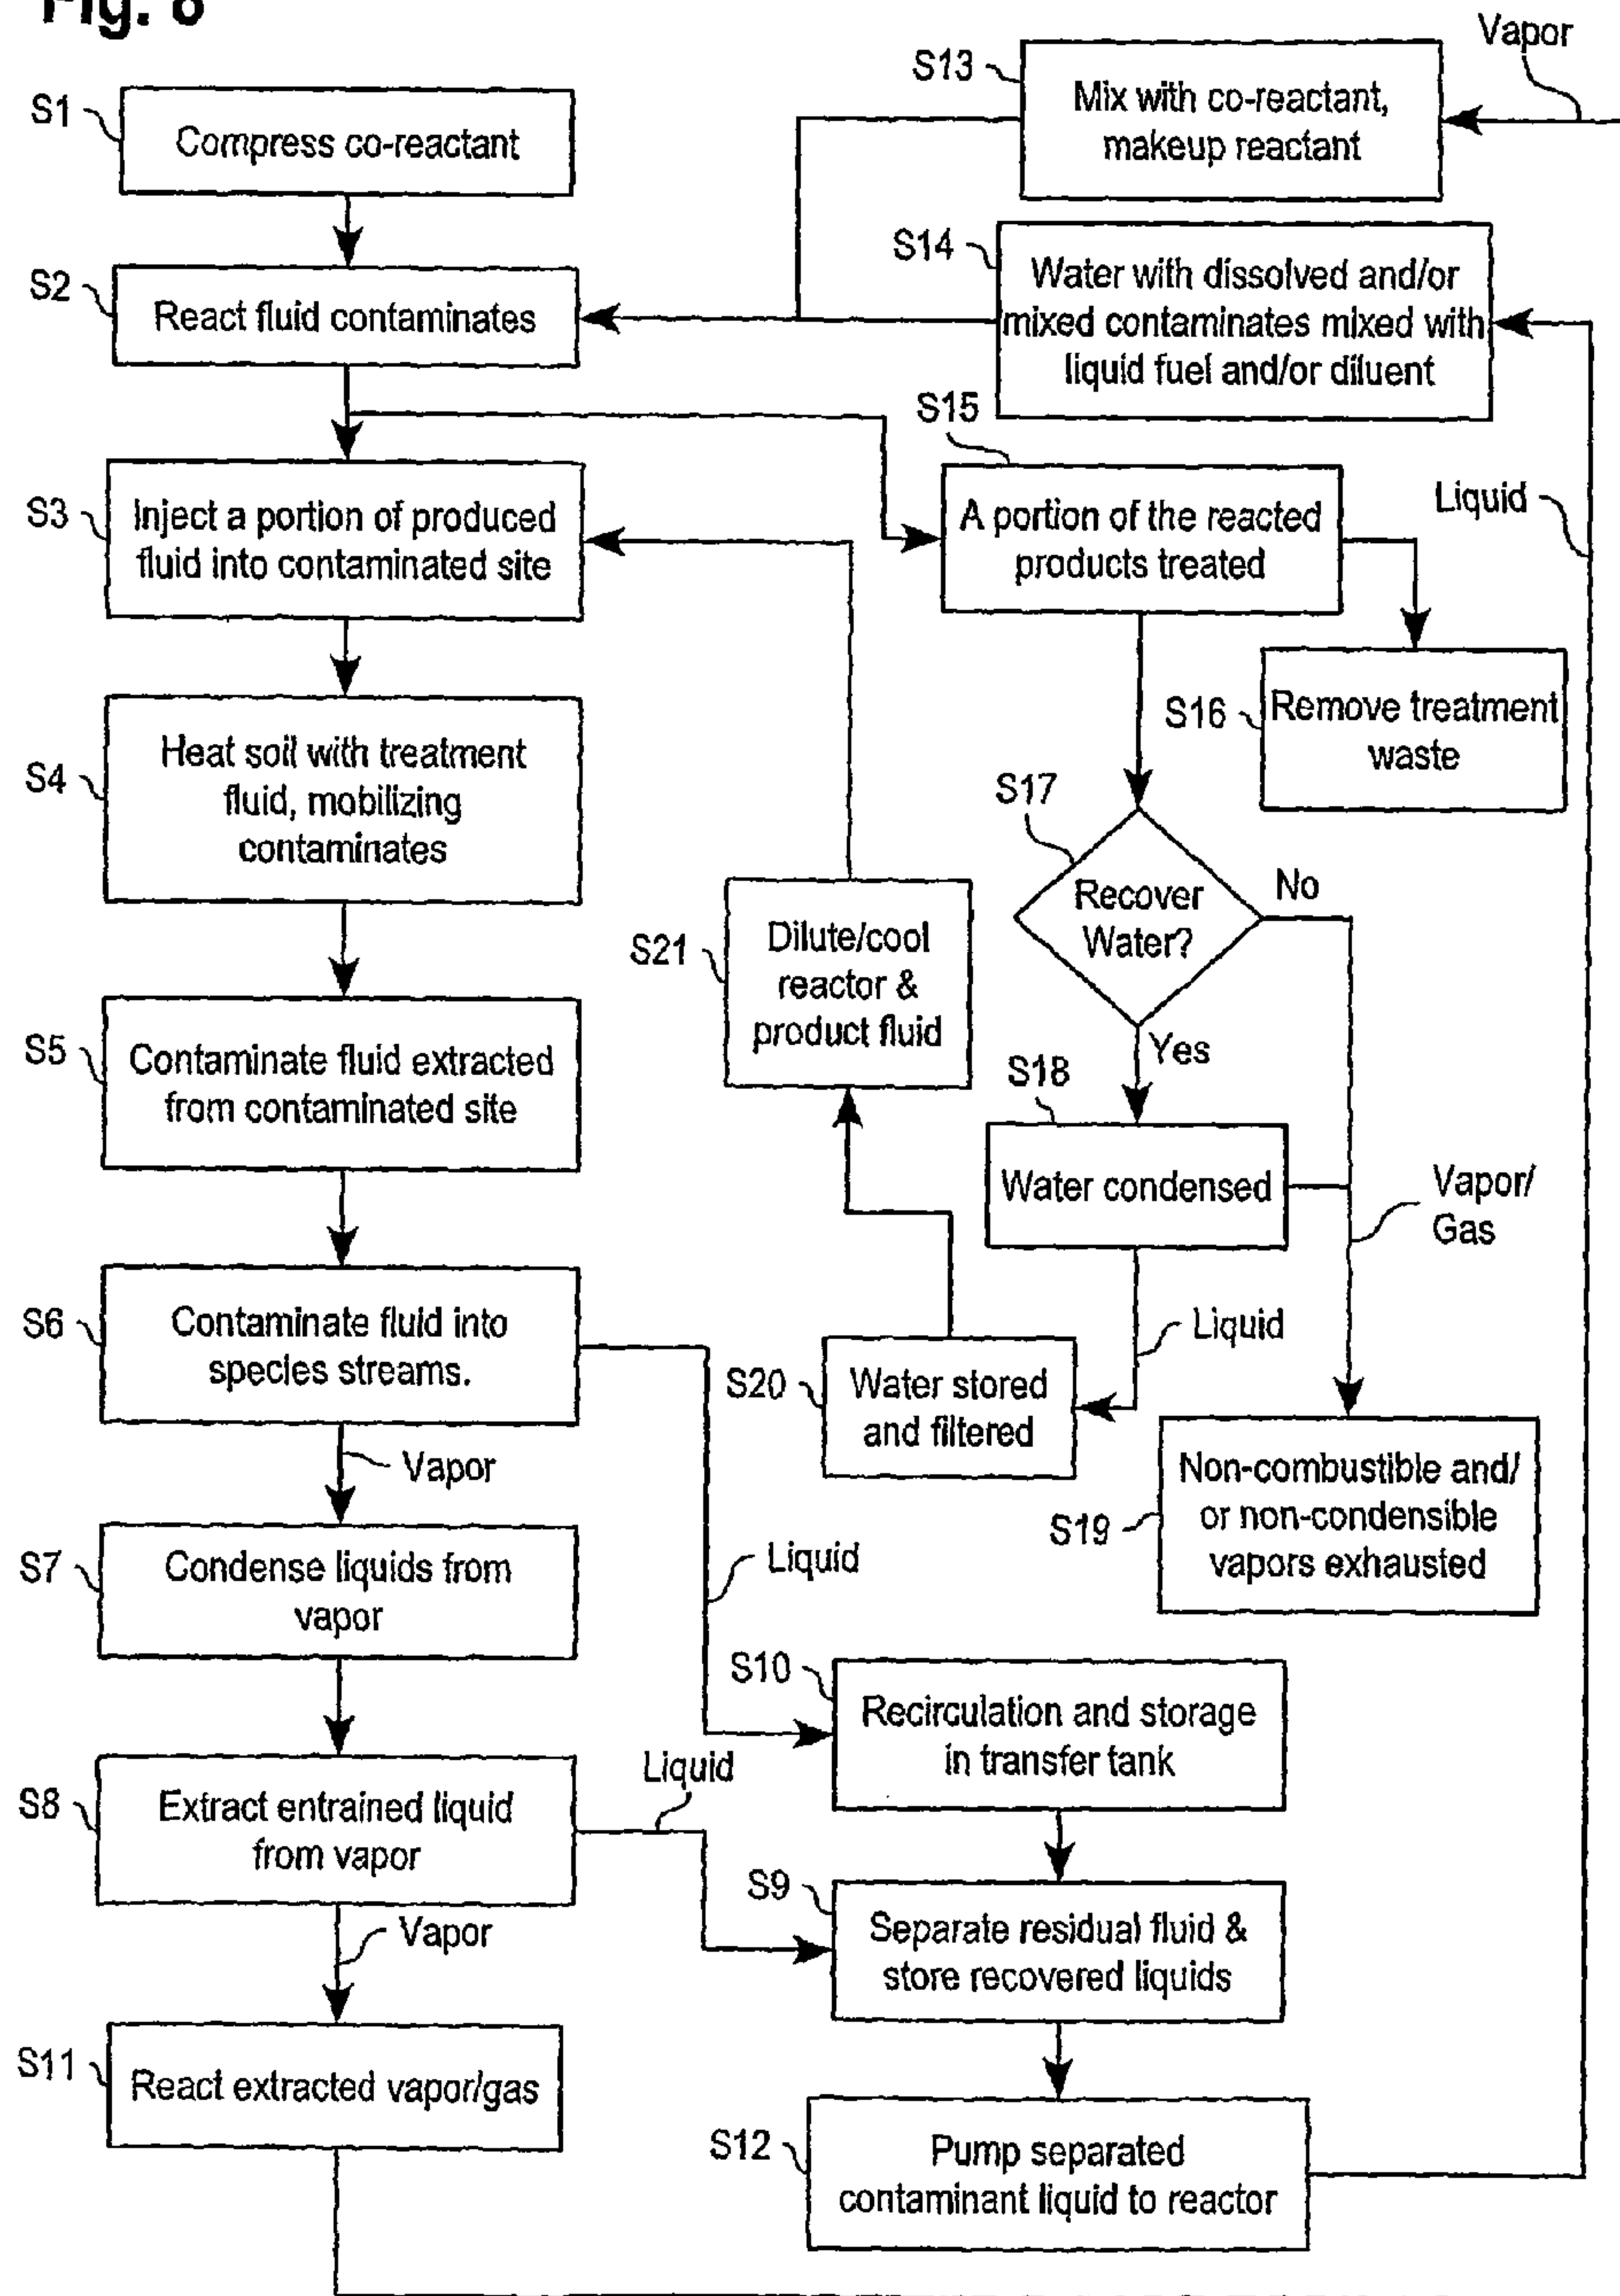 Fig. 8
Vapor
S13
Mix with co-reactant,
makeup reactant
S1
Compress co-reactant
S14
Water with dissolved and/or
mixed contaminates mixed with
liquid fuel and/or diluent
S2
React fluid contaminates
S15
A portion of the reacted
products treated
Liquid
S3
Inject a portion of produced
fluid into contaminated site
S16
Remove treatment
waste
S4
Heat soil with treatment
fluid, mobilizing
contaminates
S17
Recover
Water?
No
Yes
S21
Dilute/cool
reactor &
product fluid
S5
Contaminate fluid extracted
from contaminated site
S18
Water condensed
Vapor/
Gas
S6
Contaminate fluid into
species streams.
Liquid
S20
Water stored
and filtered
Vapor
S19
Non-combustible and/
or non-condensible
vapors exhausted
S7
Condense liquids from
vapor
Liquid
S10
Recirculation and storage
in transfer tank
S8
Extract entrained liquid
from vapor
Liquid
S9
Separate residual fluid &
store recovered liquids
Vapor
S11
React extracted vapor/gas
S12
Pump separated
contaminant liquid to reactor